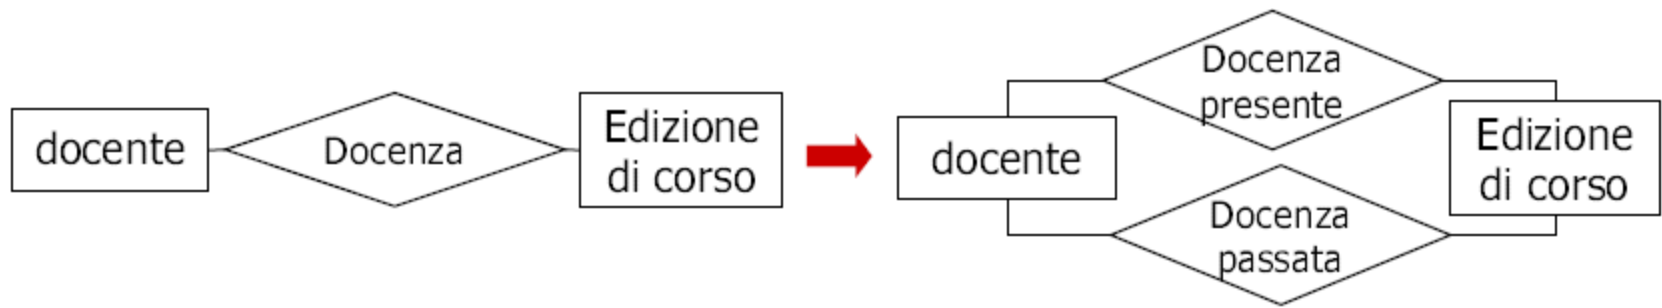 docente
Docenza
Edizione
di corso
docente
Docenza
presente
Docenza
passata
Edizione
di corso